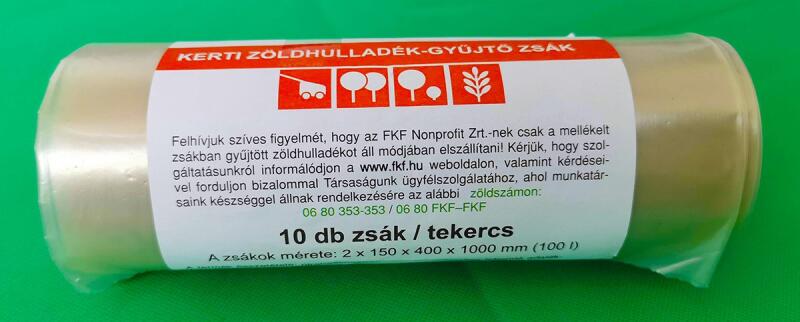 KERTI ZÖLDHULLADÉK-GYŰJTŐ ZSÁK
Felhívjuk szíves figyelmét, hogy az FKF Nonprofit Zrt.-nek csak a mellékelt
zsákban gyűjtött zöldhulladékot áll módjában elszállítani! Kérjük, hogy szol-
gáltatásunkról informálódjon a www.fkf.hu weboldalon, valamint kérdései-
vel forduljon bizalommal Társaságunk ügyfélszolgálatához, ahol munkatár-
saink készséggel állnak rendelkezésére az alábbi zöldszámon:
06 80 353-353 / 06 80 FKF–FKF
10 db zsák / tekercs
A zsákok mérete: 2 x 150 x 400 x 1000 mm (100 l)